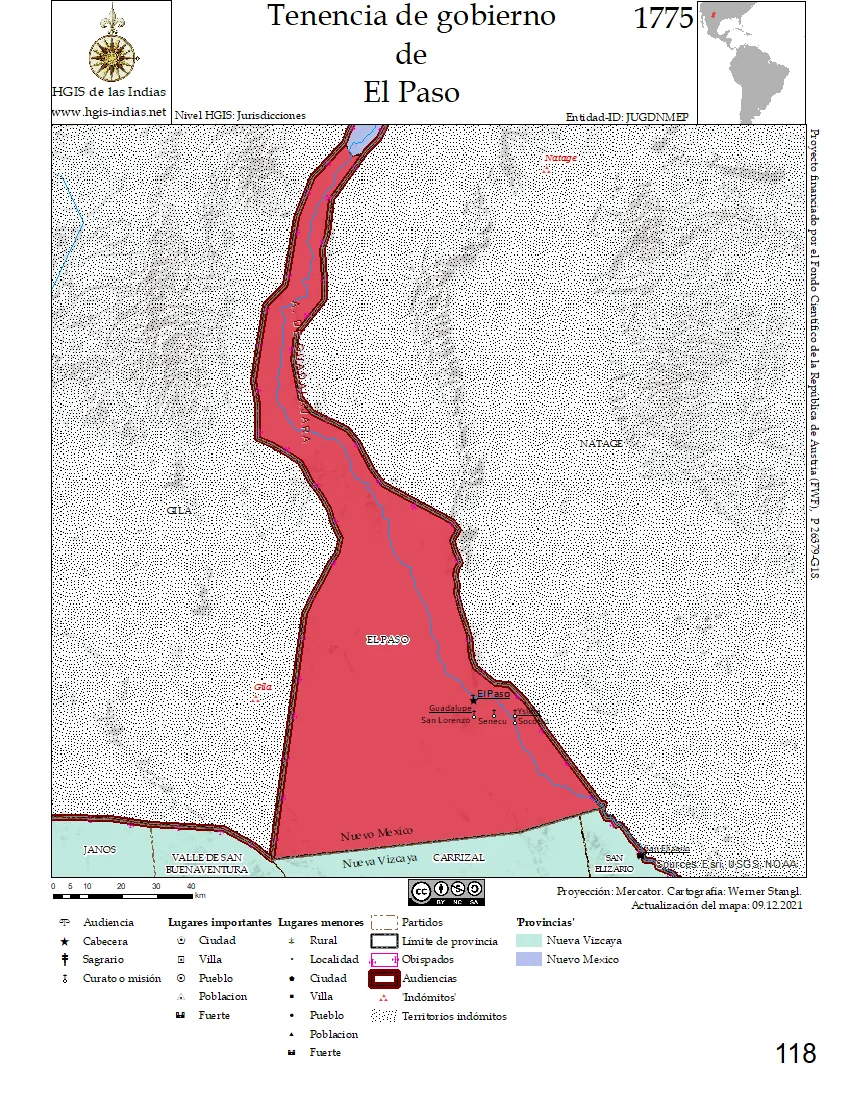 Tenencia de gobierno
de
El Paso
1775
HGIS de las Indias
www.hgis-indias.net
Nivel HGIS: Jurisdicciones
Entidad-ID: JUGDNMEP
Proyecto financiado por el Fondo Científico de la República de Austria (FWF), P 26379-G18.
Natage
A. DE GUADALAJARA
NATAGE
GILA
EL PASO
Gila
El Paso
Guadalupe
San Lorenzo
Senecu
Nuevo Mexico
Nueva Vizcaya
JANOS
VALLE DE SAN
BUENAVENTURA
CARRIZAL
SAN
ELIZARIO
Sources: Esri, USGS, NOAA
0 5 10 20 30 40
km
CC BY NC SA
Proyección: Mercator. Cartografía: Werner Stangl.
Actualización del mapa: 09.12.2021
Audiencia
Cabecera
Sagrario
Curato o misión
Lugares importantes
Ciudad
Villa
Pueblo
Poblacion
Fuerte
Lugares menores
Rural
Localidad
Ciudad
Villa
Pueblo
Poblacion
Fuerte
Partidos
Límite de provincia
Obispados
Audiencias
'Indómitos'
Territorios indómitos
'Provincias'
Nueva Vizcaya
Nuevo Mexico
118